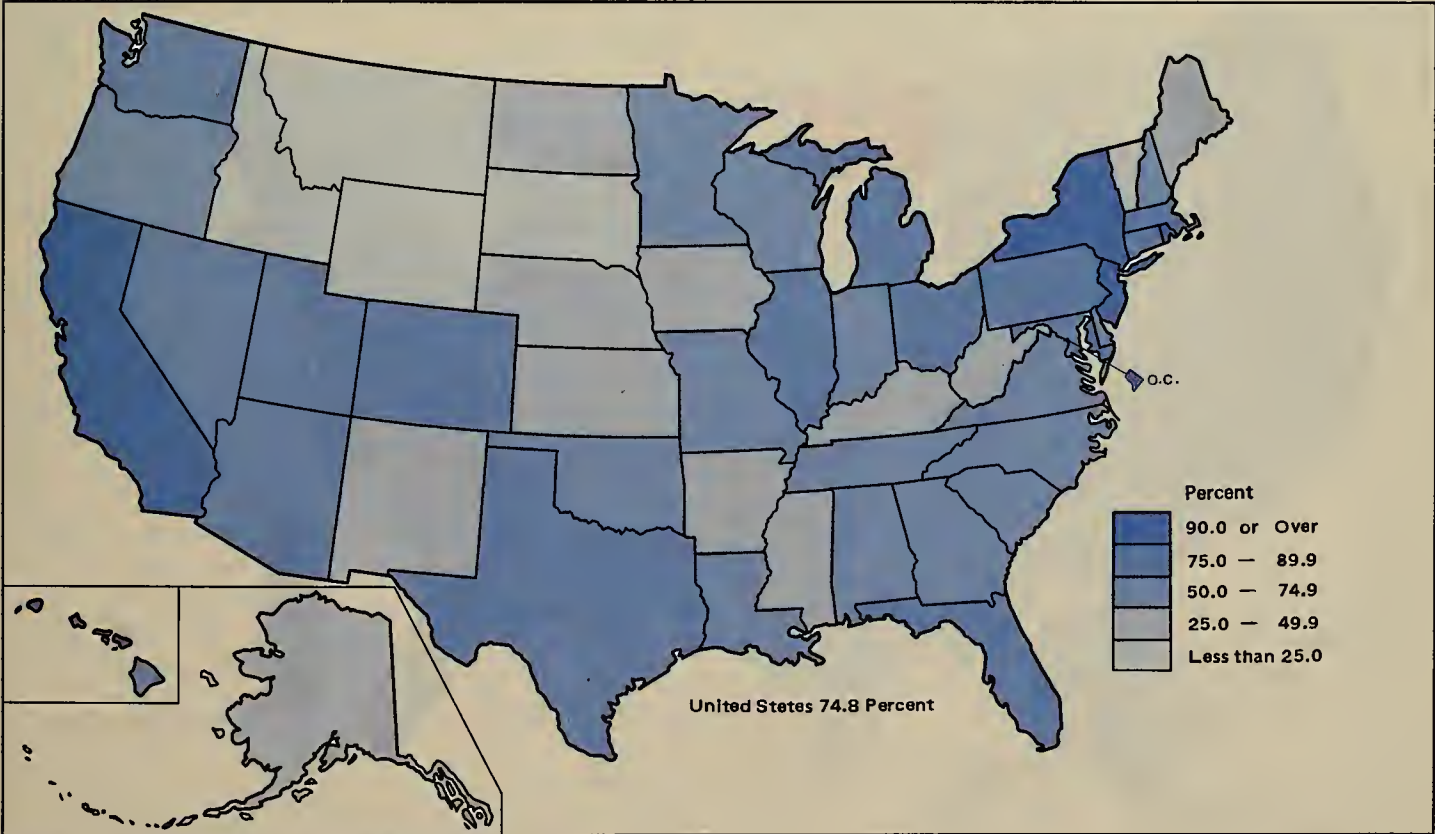 O.C.
Percent
90.0 or Over
75.0 — 89.9
50.0 — 74.9
25.0 — 49.9
Less than 25.0
United Stetes 74.8 Percent